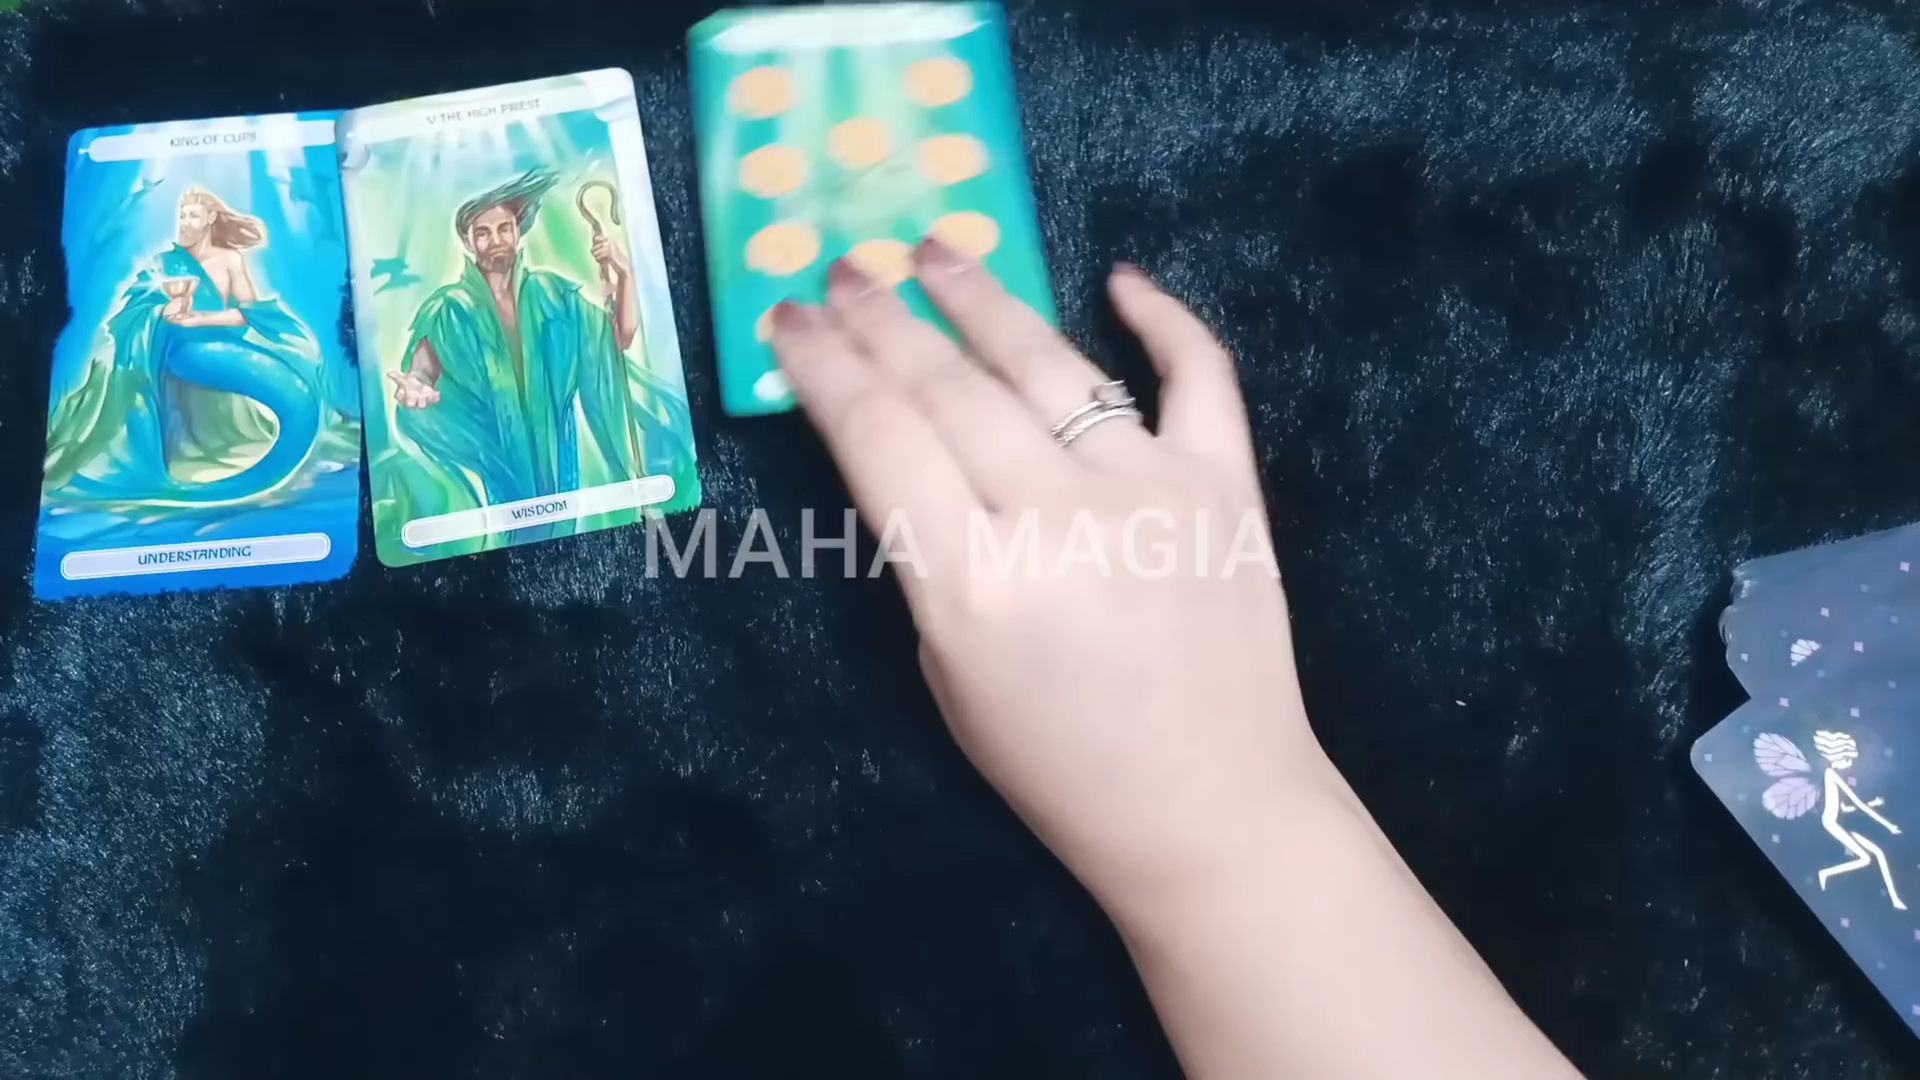 KING OF CUPS
UNDERSTANDING
V THE HIGH PRIEST
WISDOM
MAHA MAGIA